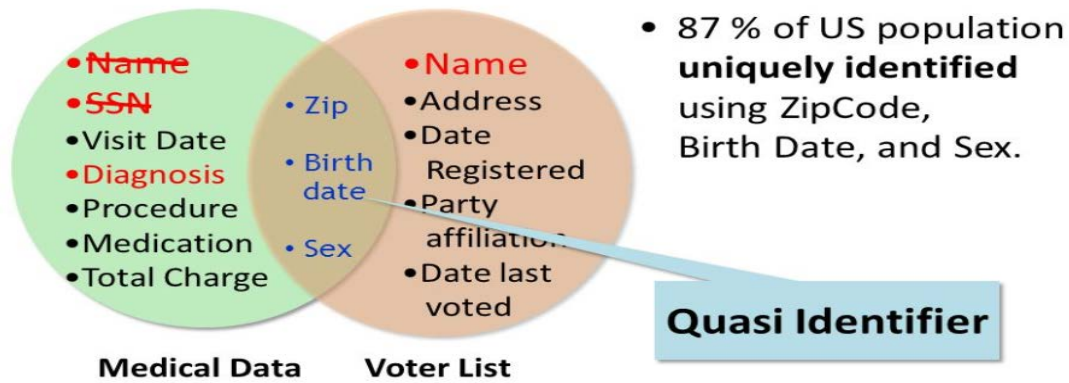 •Name
•SSN
•Visit Date
•Diagnosis
•Procedure
•Medication
•Total Charge
• Zip
• Birth
date
• Sex
•Name
•Address
•Date
Registered
•Party
affiliation
•Date last
voted
Medical Data
Voter List
• 87 % of US population
uniquely identified
using ZipCode,
Birth Date, and Sex.
Quasi Identifier